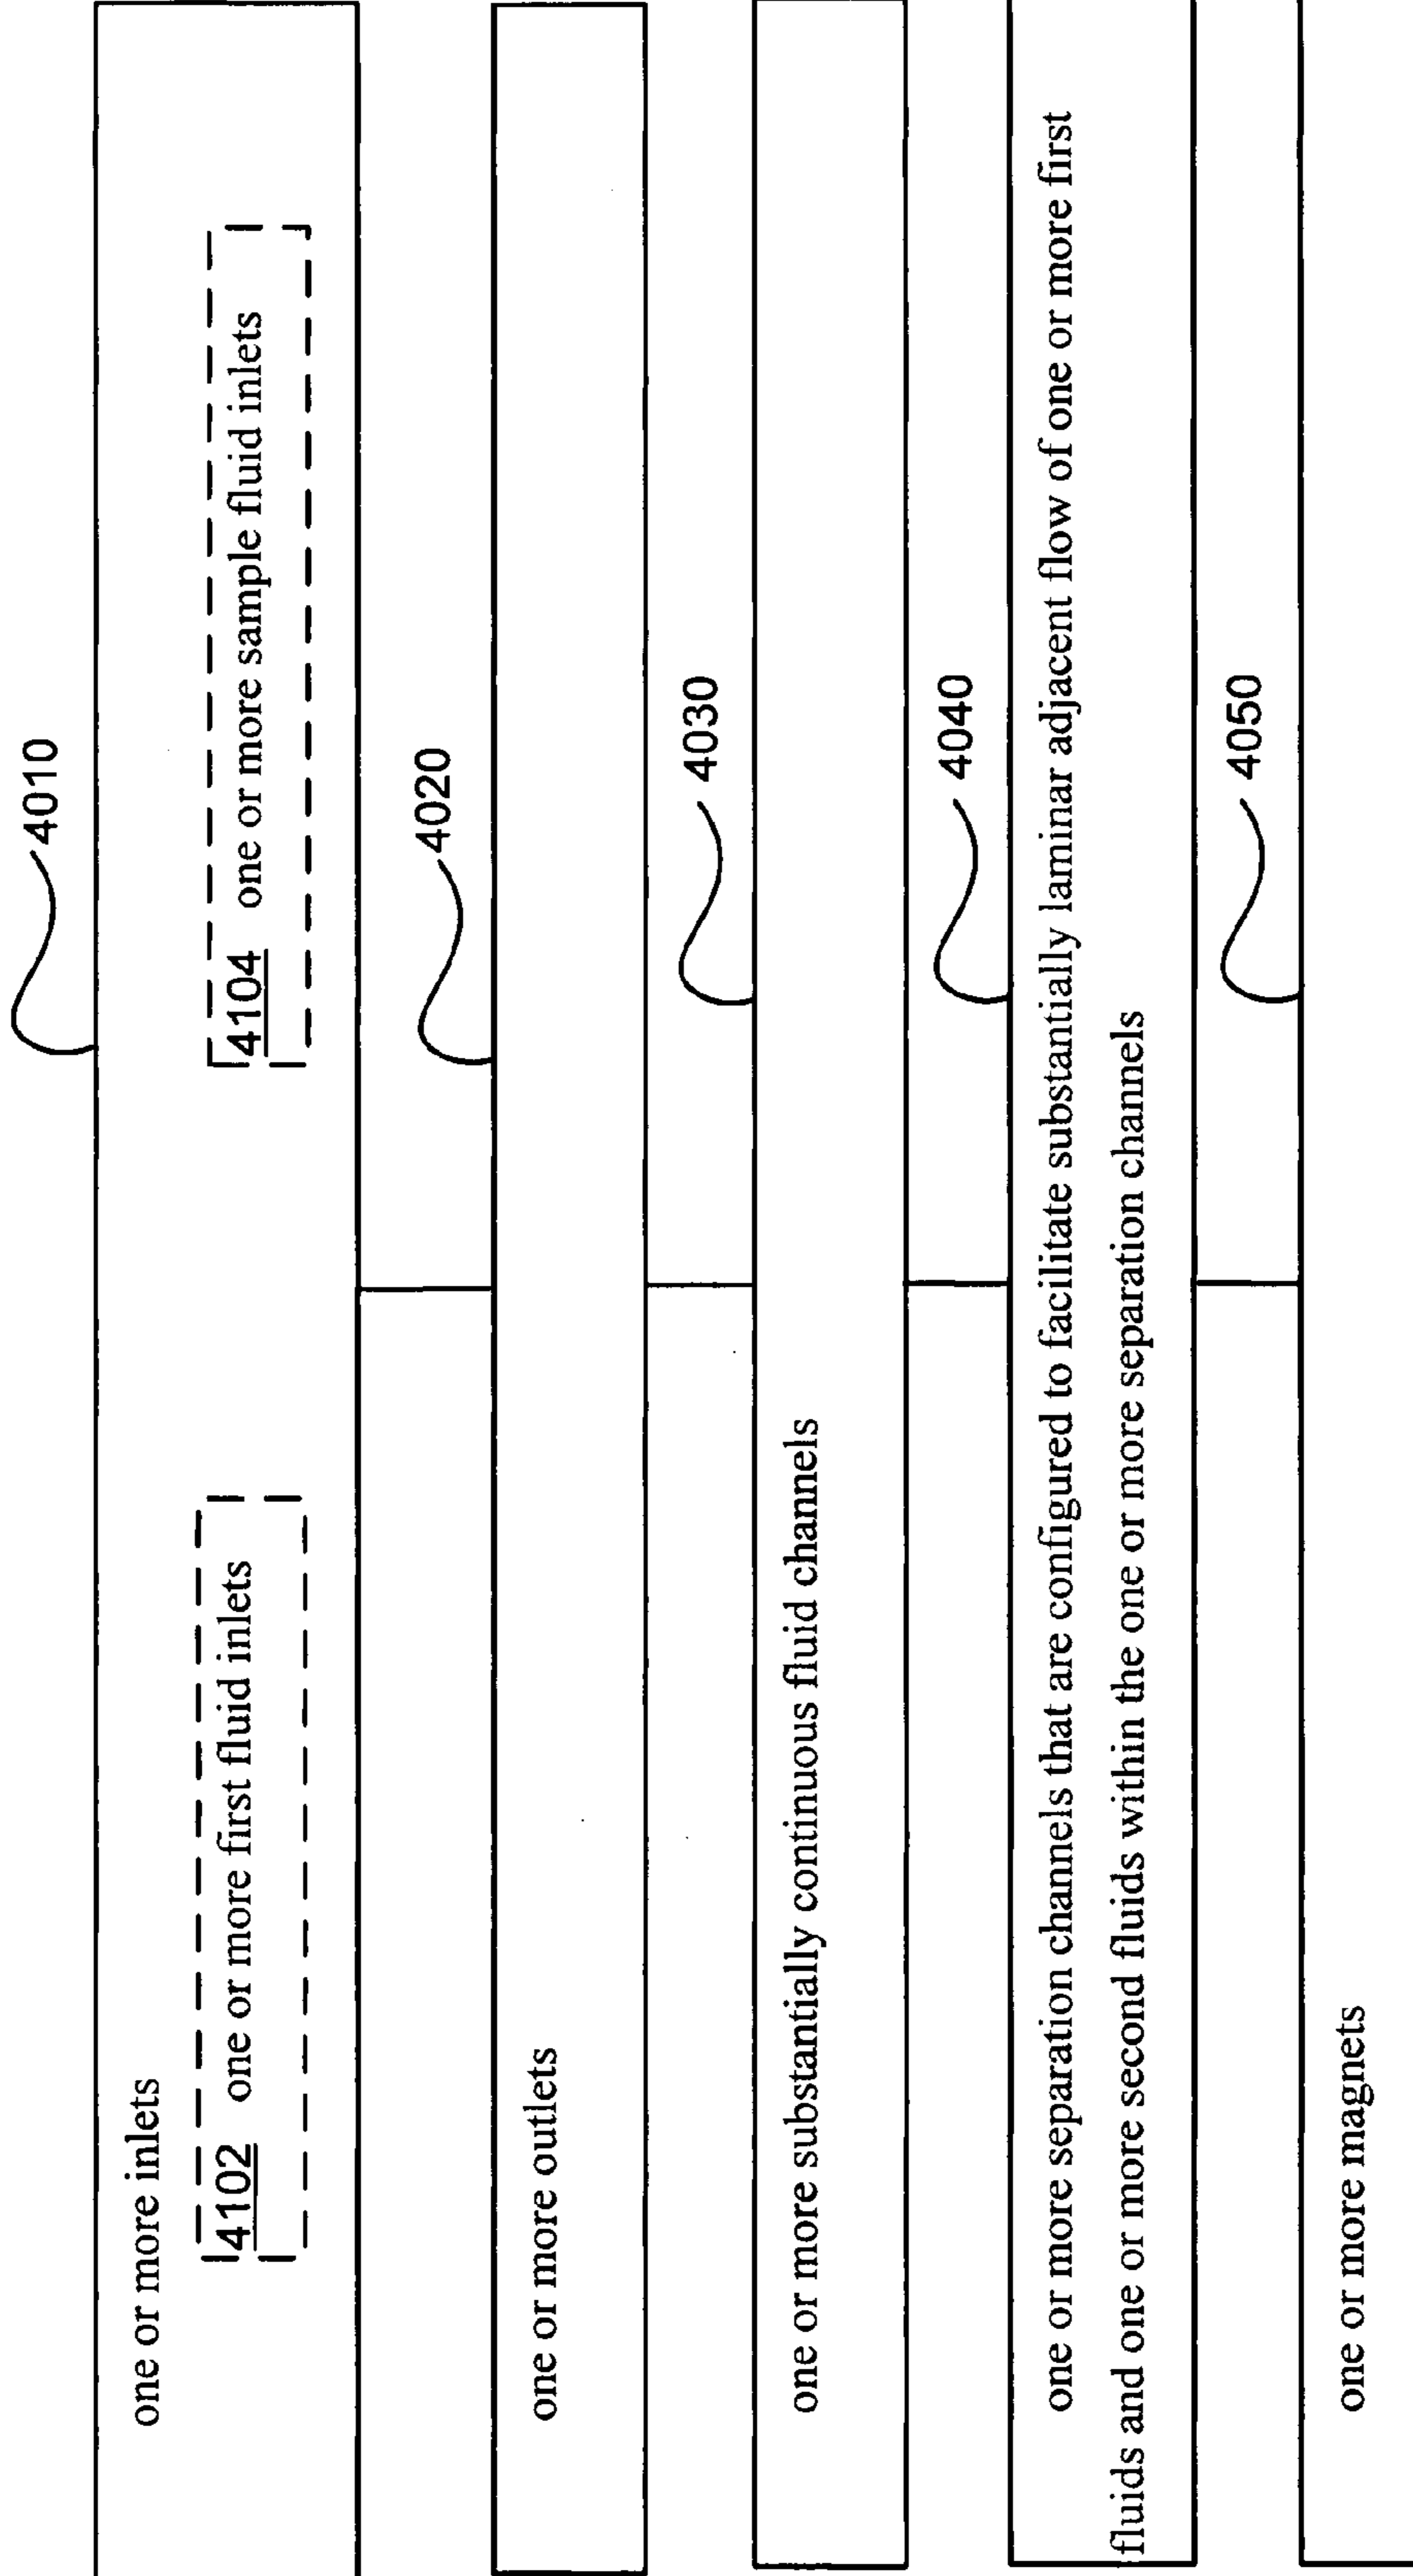 4010
one or more inlets
4102 one or more first fluid inlets
4104 one or more sample fluid inlets
4020
one or more outlets
4030
one or more substantially continuous fluid channels
4040
one or more separation channels that are configured to facilitate substantially laminar adjacent flow of one or more first
fluids and one or more second fluids within the one or more separation channels
4050
one or more magnets